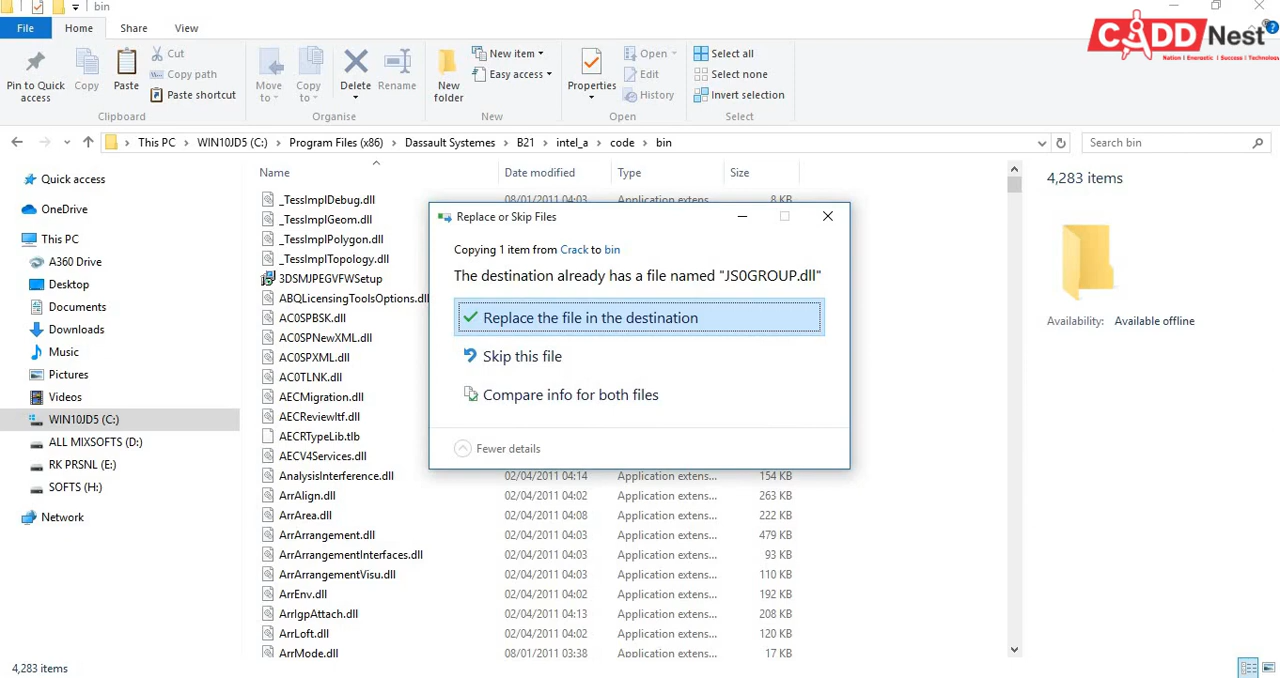 bin
File Home Share View
CADD Nest
Nation | Energetic | Success | Technology
Pin to Quick access
Copy
Paste
Cut
Copy path
Paste shortcut
Clipboard
Move to
Copy to
Delete
Rename
Organise
New folder
New item
Easy access
New
Properties
Open
Edit
History
Open
Select all
Select none
Invert selection
Select
This PC > WIN10JD5 (C:) > Program Files (x86) > Dassault Systemes > B21 > intel_a > code > bin
Search bin
Quick access
OneDrive
This PC
A360 Drive
Desktop
Documents
Downloads
Music
Pictures
Videos
WIN10JD5 (C:)
ALL MIXSOFTS (D:)
RK PRSNL (E:)
SOFTS (H:)
Network
Name Date modified Type Size
_TessImplDebug.dll 08/01/2011 04:03 Application extens... 8 KB
_TessImplGeom.dll
_TessImplPolygon.dll
_TessImplTopology.dll
3DSMJPEGVFWSetup
ABQLicensingToolsOptions.dll
AC0SPBSK.dll
AC0SPNewXML.dll
AC0SPXML.dll
AC0TLNK.dll
AECMigration.dll
AECReviewItf.dll
AECRTypeLib.tlb
AECV4Services.dll
AnalysisInterference.dll 02/04/2011 04:14 Application extens... 154 KB
ArrAlign.dll 02/04/2011 04:02 Application extens... 263 KB
ArrArea.dll 02/04/2011 04:08 Application extens... 222 KB
ArrArrangement.dll 02/04/2011 04:03 Application extens... 479 KB
ArrArrangementInterfaces.dll 02/04/2011 04:03 Application extens... 93 KB
ArrArrangementVisu.dll 02/04/2011 04:03 Application extens... 110 KB
ArrEnv.dll 02/04/2011 04:02 Application extens... 192 KB
ArrIgpAttach.dll 02/04/2011 04:13 Application extens... 208 KB
ArrLoft.dll 02/04/2011 04:02 Application extens... 120 KB
ArrMode.dll 08/01/2011 03:38 Application extens... 17 KB
Replace or Skip Files
Copying 1 item from Crack to bin
The destination already has a file named "JS0GROUP.dll"
Replace the file in the destination
Skip this file
Compare info for both files
Fewer details
4,283 items
Availability: Available offline
4,283 items